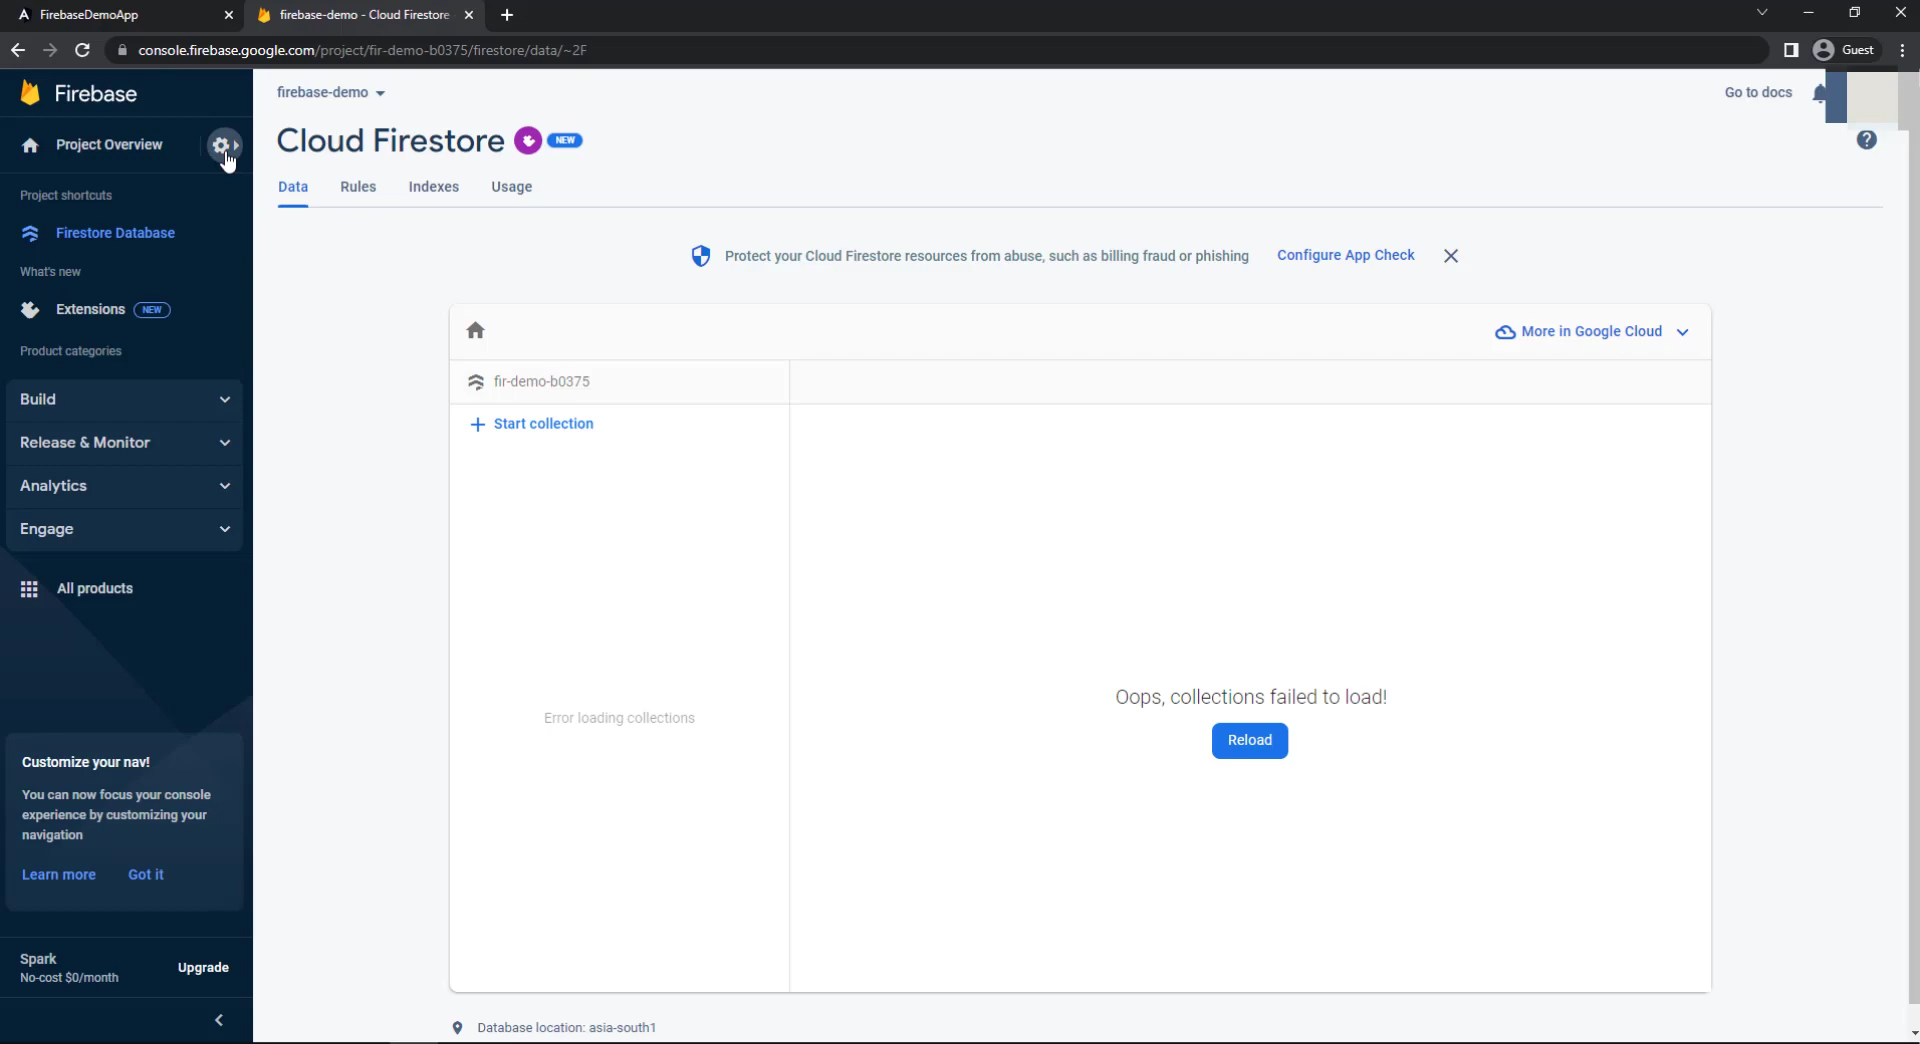 FirebaseDemoApp
firebase-demo - Cloud Firestore
console.firebase.google.com/project/fir-demo-b0375/firestore/data/~2F
Guest
Firebase
firebase-demo
Go to docs
Project Overview
Cloud Firestore NEW
Data Rules Indexes Usage
Project shortcuts
Firestore Database
What's new
Extensions NEW
Product categories
Build
Release & Monitor
Analytics
Engage
All products
Customize your nav!
You can now focus your console
experience by customizing your
navigation
Learn more Got it
Spark
No-cost $0/month
Upgrade
Protect your Cloud Firestore resources from abuse, such as billing fraud or phishing Configure App Check
More in Google Cloud
fir-demo-b0375
Start collection
Error loading collections
Oops, collections failed to load!
Reload
Database location: asia-south1